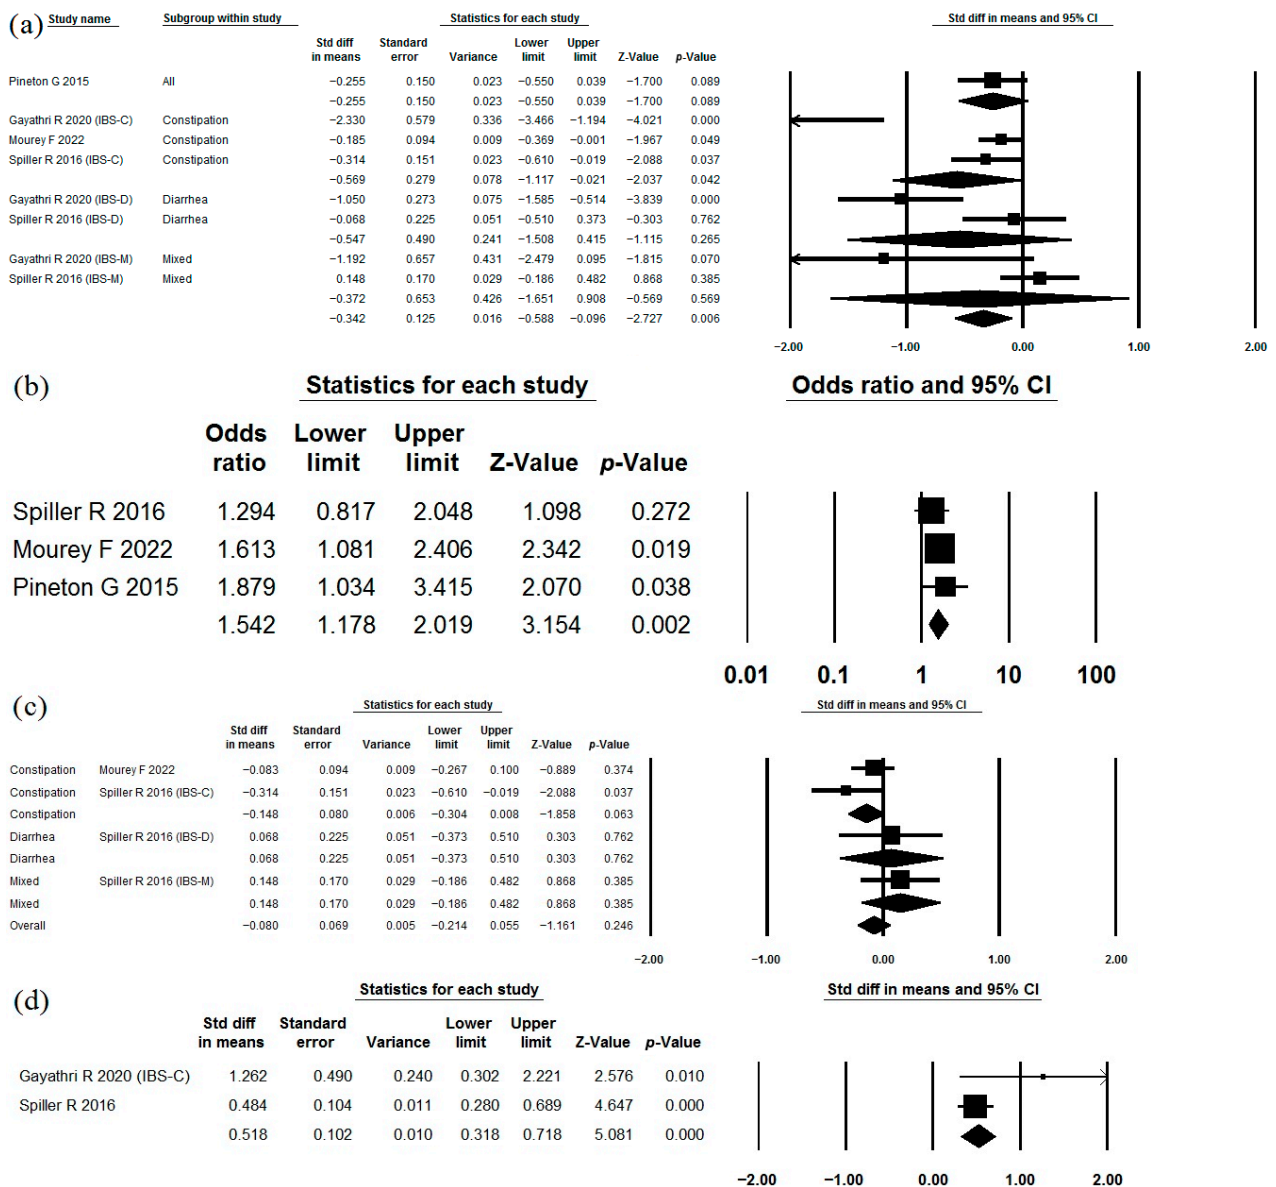 (a) Study name Subgroup within study Statistics for each study Std diff in means and 95% CI
Std diff in means Standard error Variance Lower limit Upper limit Z-Value p-Value
Pineton G 2015 All −0.255 0.150 0.023 −0.550 0.039 −1.700 0.089
−0.255 0.150 0.023 −0.550 0.039 −1.700 0.089
Gayathri R 2020 (IBS-C) Constipation −2.330 0.579 0.336 −3.466 −1.194 −4.021 0.000
Mourey F 2022 Constipation −0.185 0.094 0.009 −0.369 −0.001 −1.967 0.049
Spiller R 2016 (IBS-C) Constipation −0.314 0.151 0.023 −0.610 −0.019 −2.088 0.037
−0.569 0.279 0.078 −1.117 −0.021 −2.037 0.042
Gayathri R 2020 (IBS-D) Diarrhea −1.050 0.273 0.075 −1.585 −0.514 −3.839 0.000
Spiller R 2016 (IBS-D) Diarrhea −0.068 0.225 0.051 −0.510 0.373 −0.303 0.762
−0.547 0.490 0.241 −1.508 0.415 −1.115 0.265
Gayathri R 2020 (IBS-M) Mixed −1.192 0.657 0.431 −2.479 0.095 −1.815 0.070
Spiller R 2016 (IBS-M) Mixed 0.148 0.170 0.029 −0.186 0.482 0.868 0.385
−0.372 0.653 0.426 −1.651 0.908 −0.569 0.569
−0.342 0.125 0.016 −0.588 −0.096 −2.727 0.006
−2.00 −1.00 0.00 1.00 2.00
(b) Statistics for each study Odds ratio and 95% CI
Odds ratio Lower limit Upper limit Z-Value p-Value
Spiller R 2016 1.294 0.817 2.048 1.098 0.272
Mourey F 2022 1.613 1.081 2.406 2.342 0.019
Pineton G 2015 1.879 1.034 3.415 2.070 0.038
1.542 1.178 2.019 3.154 0.002
0.01 0.1 1 10 100
(c) Statistics for each study Std diff in means and 95% CI
Std diff in means Standard error Variance Lower limit Upper limit Z-Value p-Value
Constipation Mourey F 2022 −0.083 0.094 0.009 −0.267 0.100 −0.889 0.374
Constipation Spiller R 2016 (IBS-C) −0.314 0.151 0.023 −0.610 −0.019 −2.088 0.037
Constipation −0.148 0.080 0.006 −0.304 0.008 −1.858 0.063
Diarrhea Spiller R 2016 (IBS-D) 0.068 0.225 0.051 −0.373 0.510 0.303 0.762
Diarrhea 0.068 0.225 0.051 −0.373 0.510 0.303 0.762
Mixed Spiller R 2016 (IBS-M) 0.148 0.170 0.029 −0.186 0.482 0.868 0.385
Mixed 0.148 0.170 0.029 −0.186 0.482 0.868 0.385
Overall −0.080 0.069 0.005 −0.214 0.055 −1.161 0.246
−2.00 −1.00 0.00 1.00 2.00
(d) Statistics for each study Std diff in means and 95% CI
Std diff in means Standard error Variance Lower limit Upper limit Z-Value p-Value
Gayathri R 2020 (IBS-C) 1.262 0.490 0.240 0.302 2.221 2.576 0.010
Spiller R 2016 0.484 0.104 0.011 0.280 0.689 4.647 0.000
0.518 0.102 0.010 0.318 0.718 5.081 0.000
−2.00 −1.00 0.00 1.00 2.00